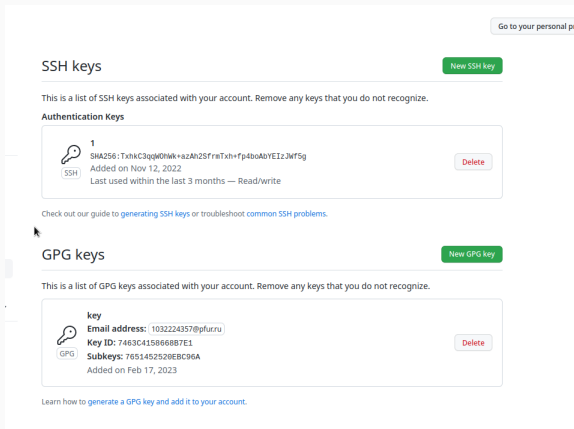 Go to your personal pr
SSH keys
New SSH key
This is a list of SSH keys associated with your account. Remove any keys that you do not recognize.
Authentication Keys
1
SHA256:TxhkC3qqWOhWk+azAh2SfrmTxh+fp4boAbYEIzJWf5g
SSH
Added on Nov 12, 2022
Last used within the last 3 months — Read/write
Delete
Check out our guide to generating SSH keys or troubleshoot common SSH problems.
GPG keys
New GPG key
This is a list of GPG keys associated with your account. Remove any keys that you do not recognize.
key
Email address: 1032224357@pfur.ru
GPG
Key ID: 7463C4158668B7E1
Subkeys: 7651452520EBC96A
Added on Feb 17, 2023
Delete
Learn how to generate a GPG key and add it to your account.